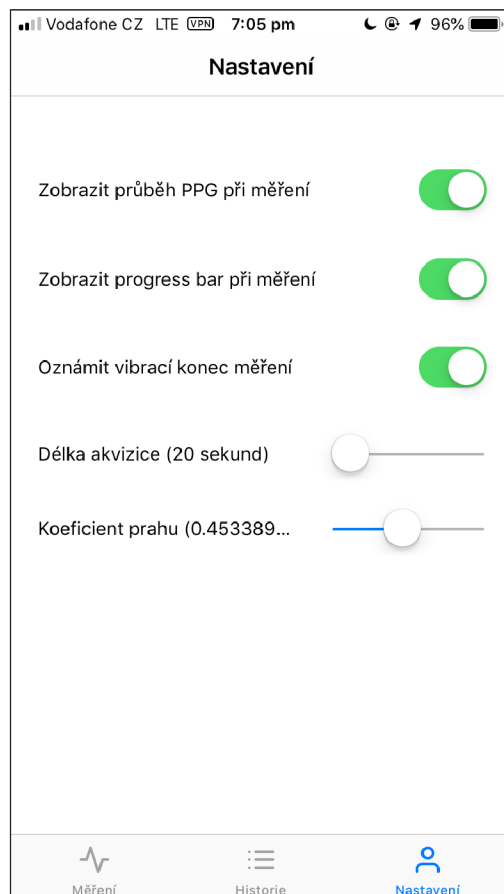 Vodafone CZ LTE VPN 7:05 pm 96%
Nastavení
Zobrazit průběh PPG při měření
Zobrazit progress bar při měření
Oznámit vibrací konec měření
Délka akvizice (20 sekund)
Koeficient prahu (0.453389...
Měření Historie Nastavení